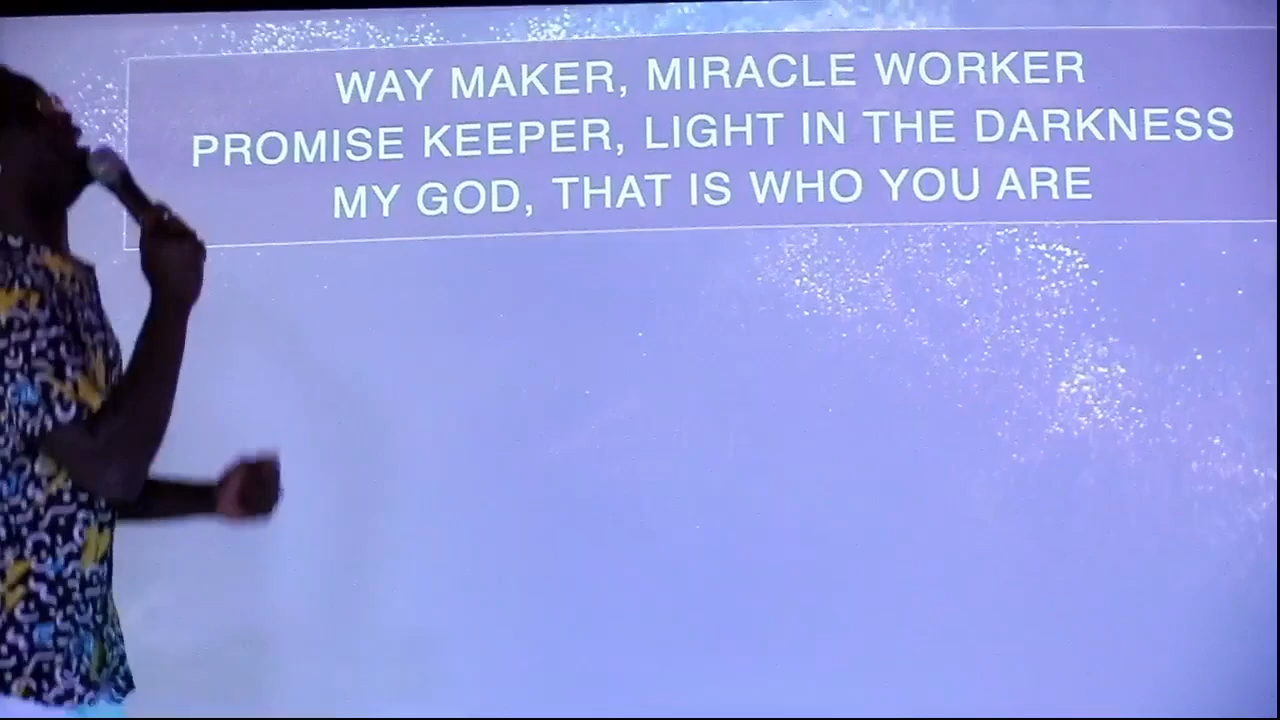 WAY MAKER, MIRACLE WORKER
PROMISE KEEPER, LIGHT IN THE DARKNESS
MY GOD, THAT IS WHO YOU ARE